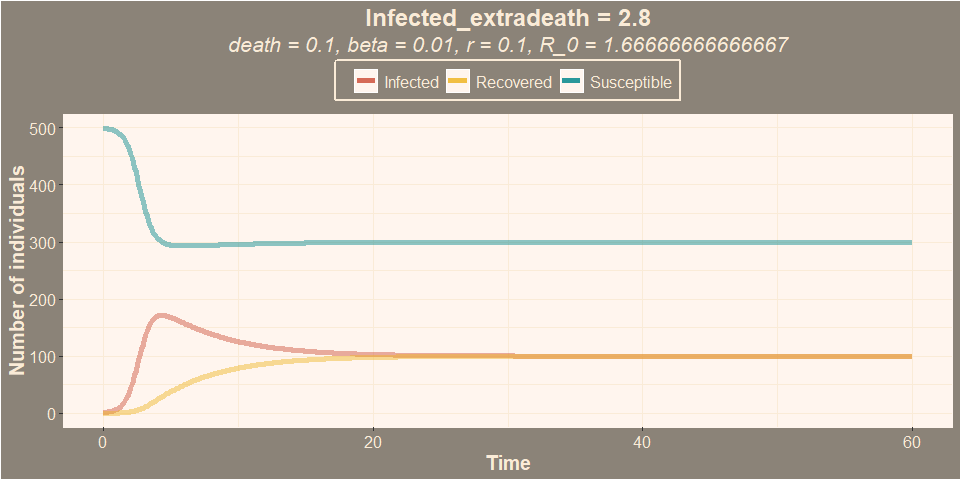 Infected_extradeath = 2.8
death = 0.1, beta = 0.01, r = 0.1, R_0 = 1.66666666666667
Infected Recovered Susceptible
Number of individuals
500
400
300
200
100
0
0 20 40 60
Time